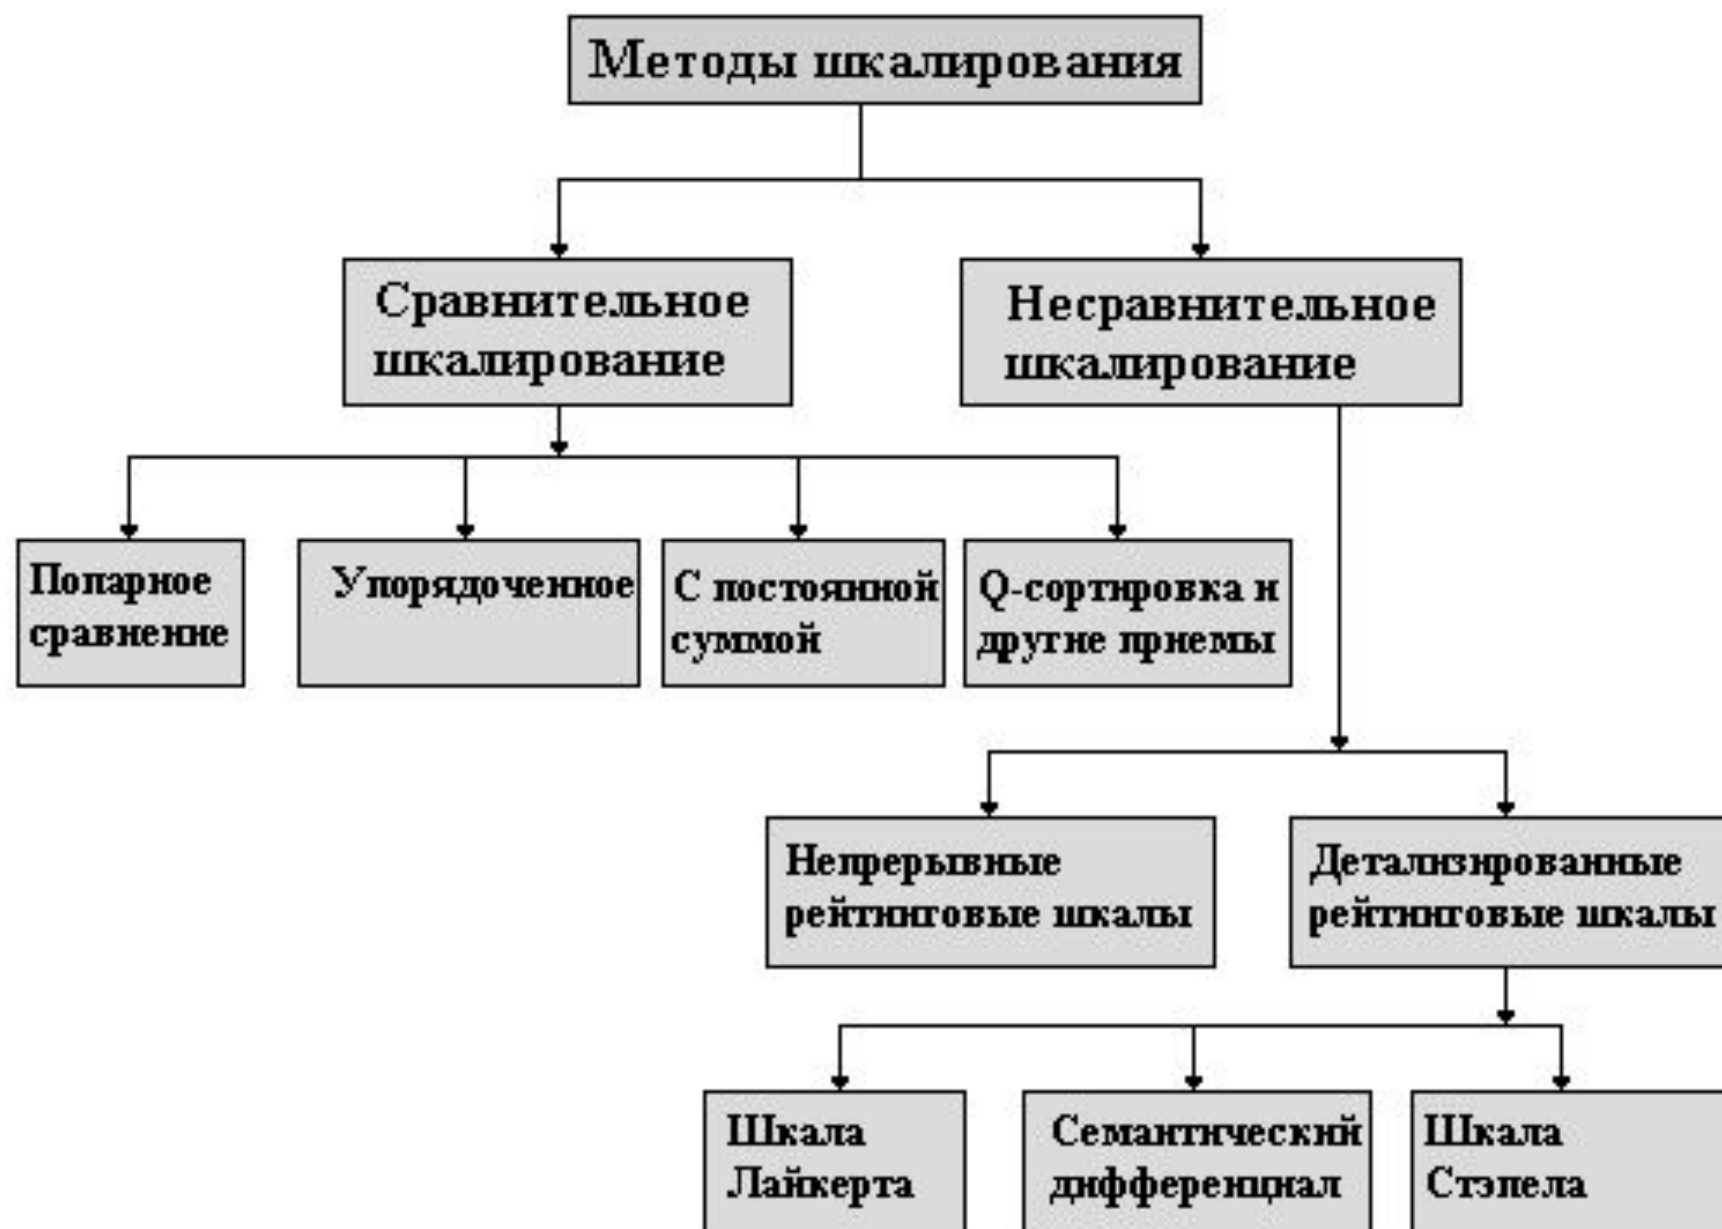 Методы шкалирования
Сравнительное
шкалирование
Несравнительное
шкалирование
Попарное
сравнение
Упорядоченное
С постоянной
суммой
Q-сортировка и
другие приемы
Непрерывные
рейтинговые шкалы
Детализированные
рейтинговые шкалы
Шкала
Лайкерта
Семантический
дифференциал
Шкала
Стэпела